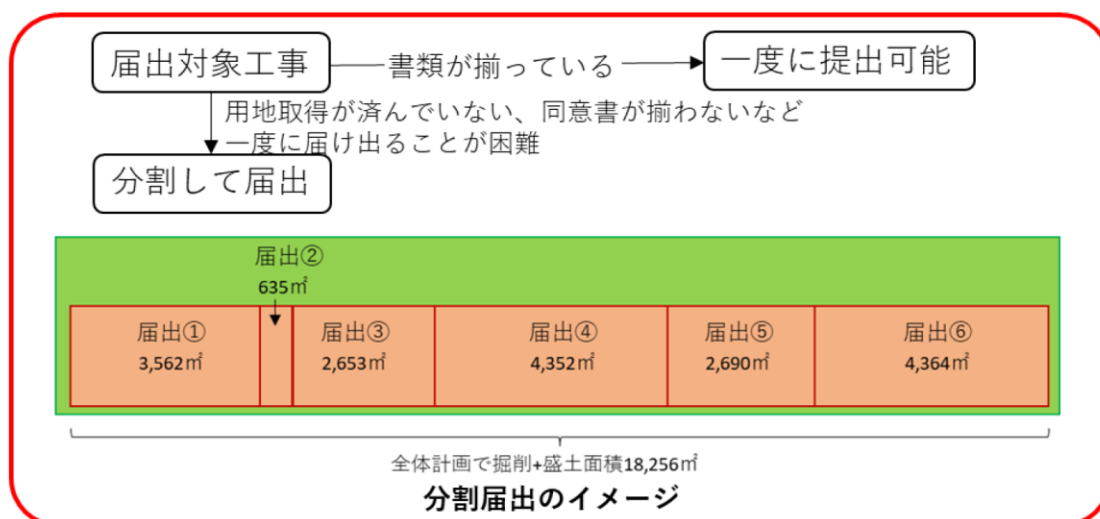 届出対象工事
書類が揃っている
一度に提出可能
用地取得が済んでいない、同意書が揃わないなど
一度に届け出ることが困難
分割して届出
届出②
635㎡
届出①
3,562㎡
届出③
2,653㎡
届出④
4,352㎡
届出⑤
2,690㎡
届出⑥
4,364㎡
全体計画で掘削+盛土面積18,256㎡
分割届出のイメージ